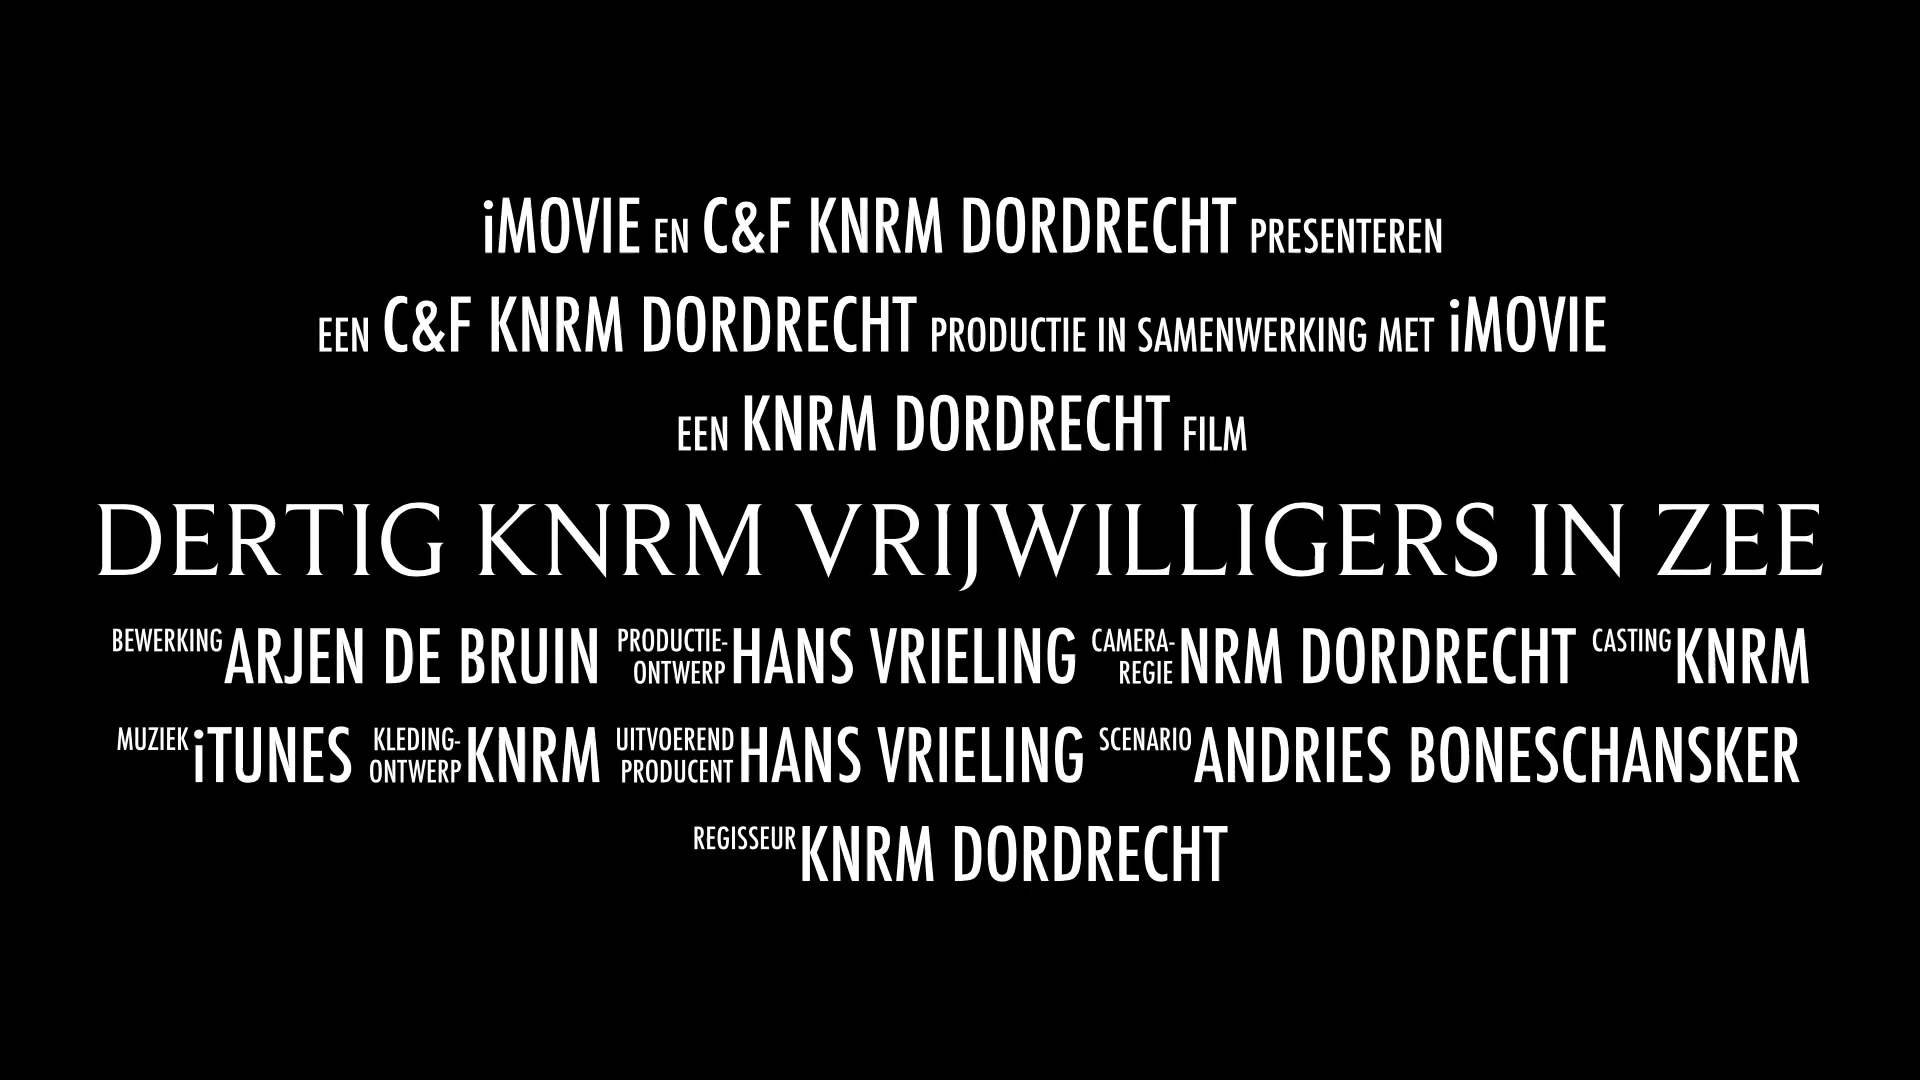 iMOVIE EN C&F KNRM DORDRECHT PRESENTEREN
EEN C&F KNRM DORDRECHT PRODUCTIE IN SAMENWERKING MET iMOVIE
EEN KNRM DORDRECHT FILM
DERTIG KNRM VRIJWILLIGERS IN ZEE
BEWERKING ARJEN DE BRUIN PRODUCTIE-ONTWERP HANS VRIELING CAMERA-REGIE NRM DORDRECHT CASTING KNRM
MUZIEK iTUNES KLEDING-ONTWERP KNRM UITVOEREND PRODUCENT HANS VRIELING SCENARIO ANDRIES BONESCHANSKER
REGISSEUR KNRM DORDRECHT